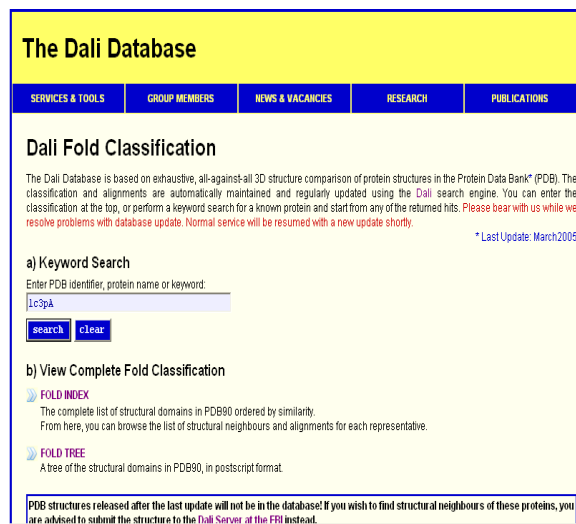 The Dali Database
SERVICES & TOOLS GROUP MEMBERS NEWS & VACANCIES RESEARCH PUBLICATIONS
Dali Fold Classification
The Dali Database is based on exhaustive, all-against-all 3D structure comparison of protein structures in the Protein Data Bank* (PDB). The
classification and alignments are automatically maintained and regularly updated using the Dali search engine. You can enter the
classification at the top, or perform a keyword search for a known protein and start from any of the returned hits. Please bear with us while we
resolve problems with database update. Normal service will be resumed with a new update shortly.
* Last Update: March2005
a) Keyword Search
Enter PDB identifier, protein name or keyword:
1c3pA
search clear
b) View Complete Fold Classification
FOLD INDEX
The complete list of structural domains in PDB90 ordered by similarity.
From here, you can browse the list of structural neighbours and alignments for each representative.
FOLD TREE
A tree of the structural domains in PDB90, in postscript format.
PDB structures released after the last update will not be in the database! If you wish to find structural neighbours of these proteins, you
are advised to submit the structure to the Dali Server at the EBI instead.